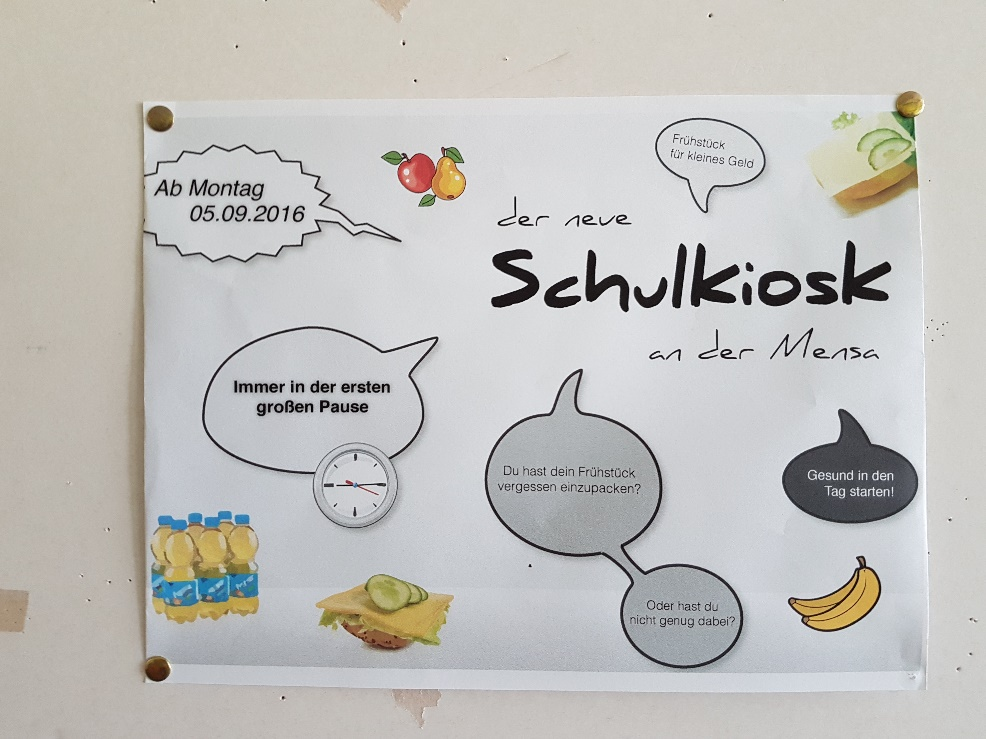 Ab Montag
05.09.2016
Frühstück
für kleines Geld
der neue
Schulkiosk
an der Mensa
Immer in der ersten
großen Pause
Du hast dein Frühstück
vergessen einzupacken?
Gesund in den
Tag starten!
Oder hast du
nicht genug dabei?